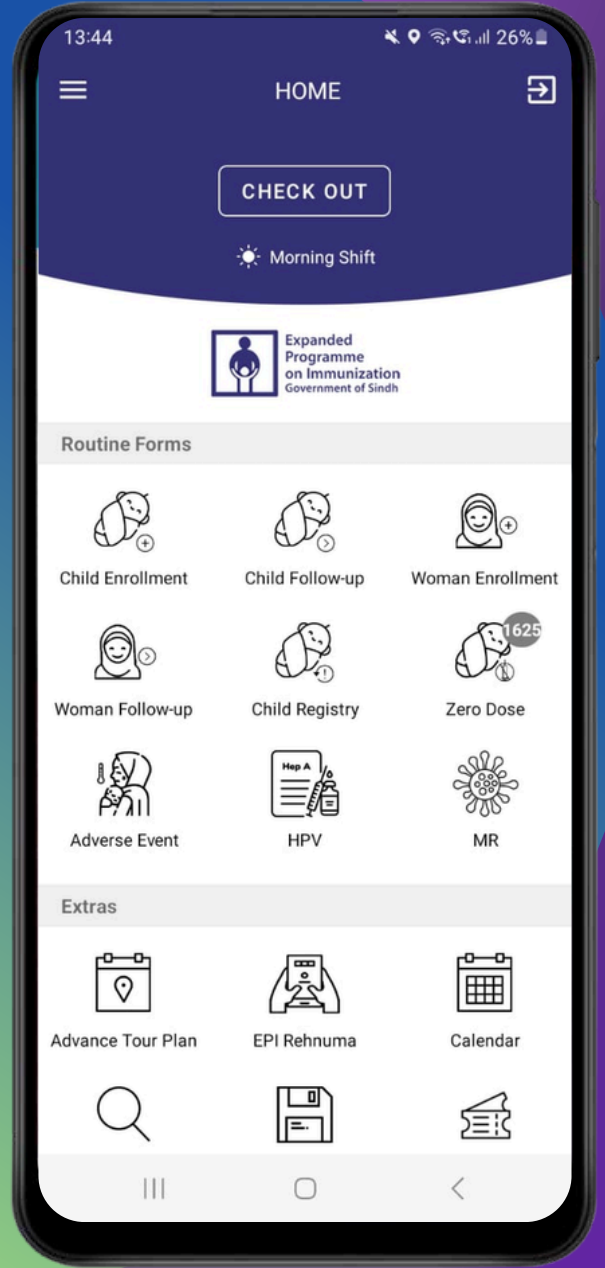 13:44
26%
HOME
CHECK OUT
Morning Shift
Expanded
Programme
on Immunization
Government of Sindh
Routine Forms
Child Enrollment
Child Follow-up
Woman Enrollment
1625
Woman Follow-up
Child Registry
Zero Dose
Hep A
Adverse Event
HPV
MR
Extras
Advance Tour Plan
EPI Rehnuma
Calendar